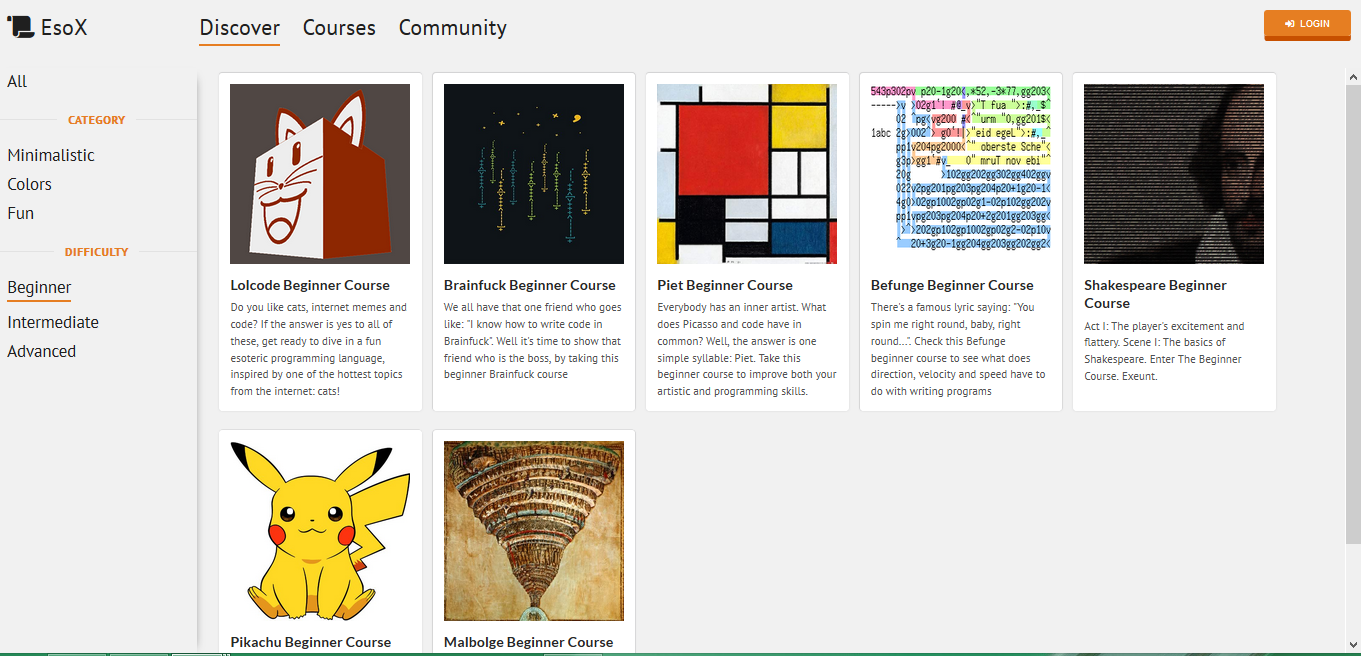 EsoX
Discover
Courses
Community
LOGIN
All
CATEGORY
Minimalistic
Colors
Fun
DIFFICULTY
Beginner
Intermediate
Advanced
Lolcode Beginner Course
Do you like cats, internet memes and
code? If the answer is yes to all of
these, get ready to dive in a fun
esoteric programming language,
inspired by one of the hottest topics
from the internet: cats!
Brainfuck Beginner Course
We all have that one friend who goes
like: "I know how to write code in
Brainfuck". Well it's time to show that
friend who is the boss, by taking this
beginner Brainfuck course
Piet Beginner Course
Everybody has an inner artist. What
does Picasso and code have in
common? Well, the answer is one
simple syllable: Piet. Take this
beginner course to improve both your
artistic and programming skills.
Befunge Beginner Course
There's a famous lyric saying: "You
spin me right round, baby, right
round...". Check this Befunge
beginner course to see what does
direction, velocity and speed have to
do with writing programs
Shakespeare Beginner
Course
Act I: The player's excitement and
flattery. Scene I: The basics of
Shakespeare. Enter The Beginner
Course. Exeunt.
Pikachu Beginner Course
Malbolge Beginner Course